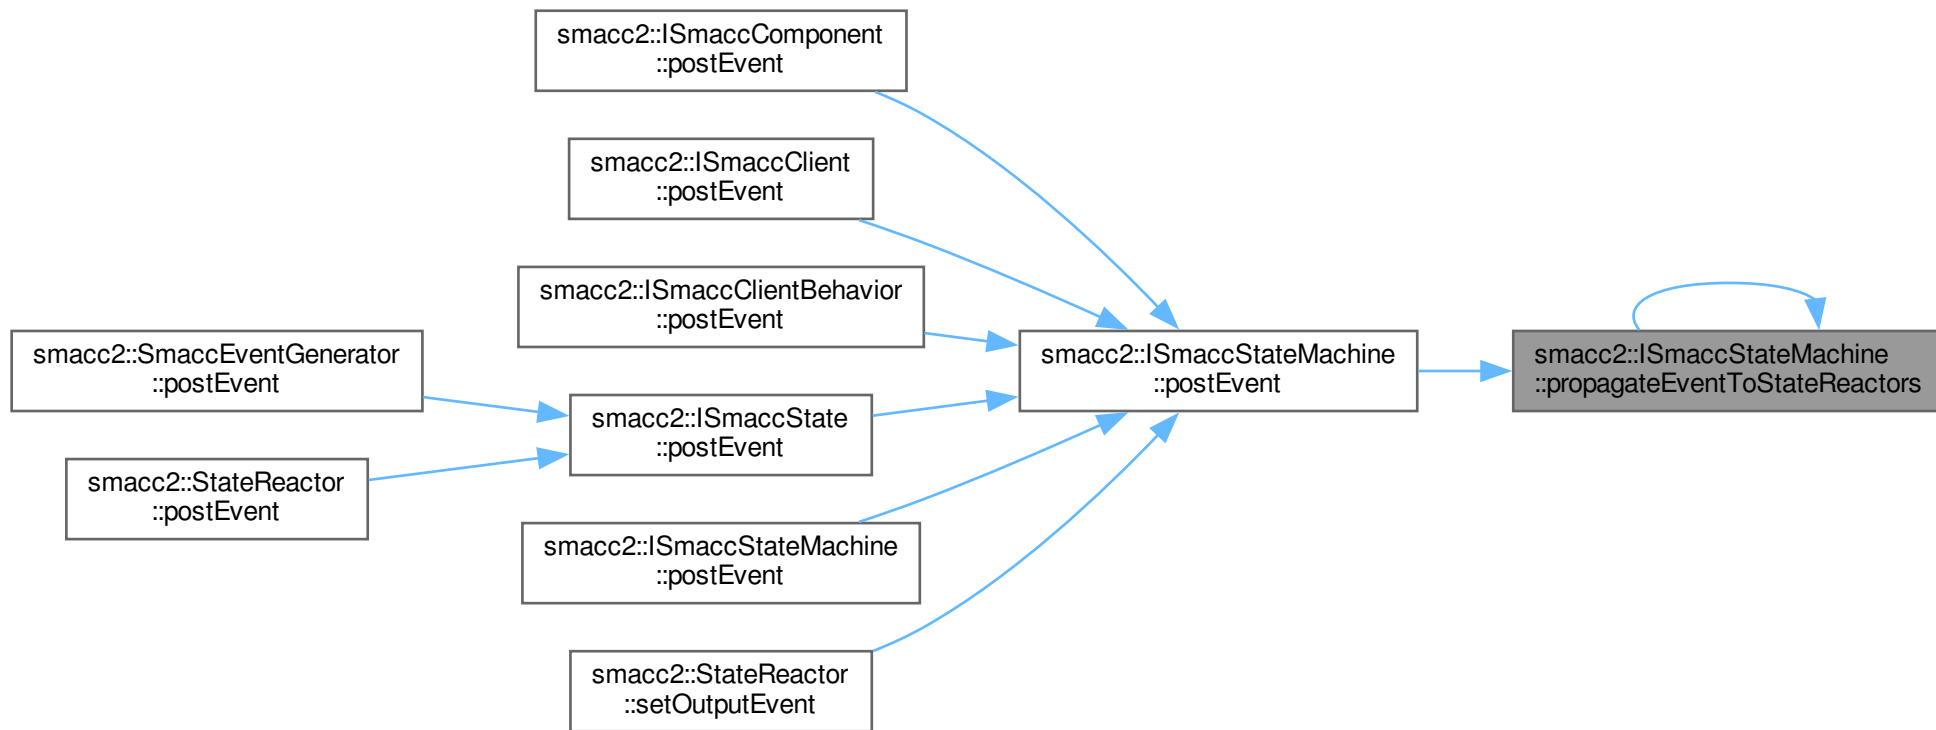 smacc2::ISmaccComponent
::postEvent
smacc2::ISmaccClient
::postEvent
smacc2::ISmaccClientBehavior
::postEvent
smacc2::SmaccEventGenerator
::postEvent
smacc2::ISmaccStateMachine
::postEvent
smacc2::ISmaccStateMachine
::propagateEventToStateReactors
smacc2::ISmaccState
::postEvent
smacc2::StateReactor
::postEvent
smacc2::ISmaccStateMachine
::postEvent
smacc2::StateReactor
::setOutputEvent